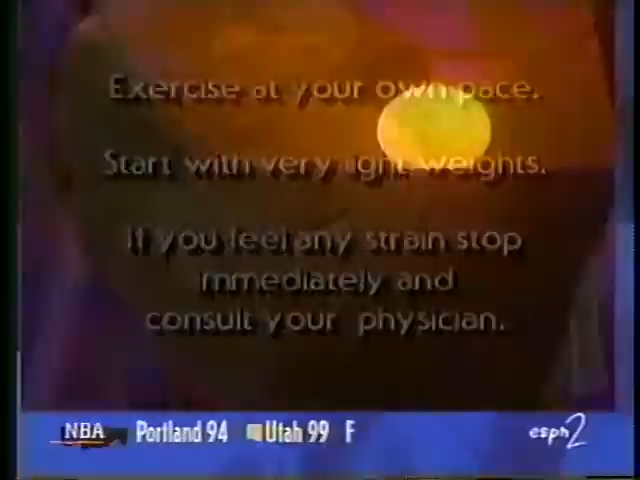 Exercise at your own pace.
Start with very light weights.
If you feel any strain stop
immediately and
consult your physician.
NBA Portland 94 Utah 99 F
espn2